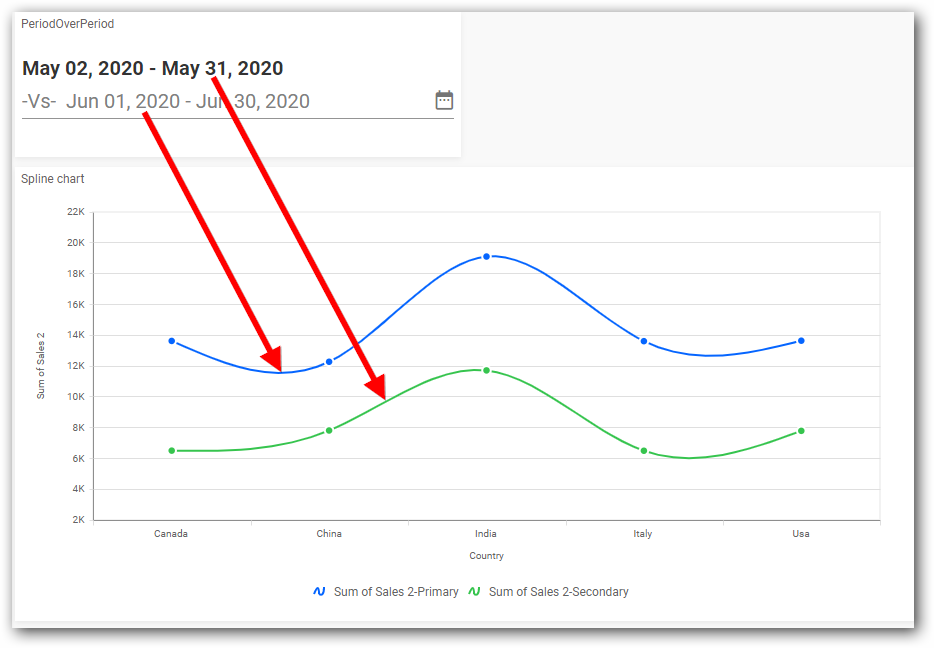 PeriodOverPeriod
May 02, 2020 - May 31, 2020
-Vs- Jun 01, 2020 - Jun 30, 2020
Spline chart
22K
20K
18K
16K
14K
12K
10K
8K
6K
4K
2K
Sum of Sales 2
Canada China India Italy Usa
Country
Sum of Sales 2-Primary Sum of Sales 2-Secondary